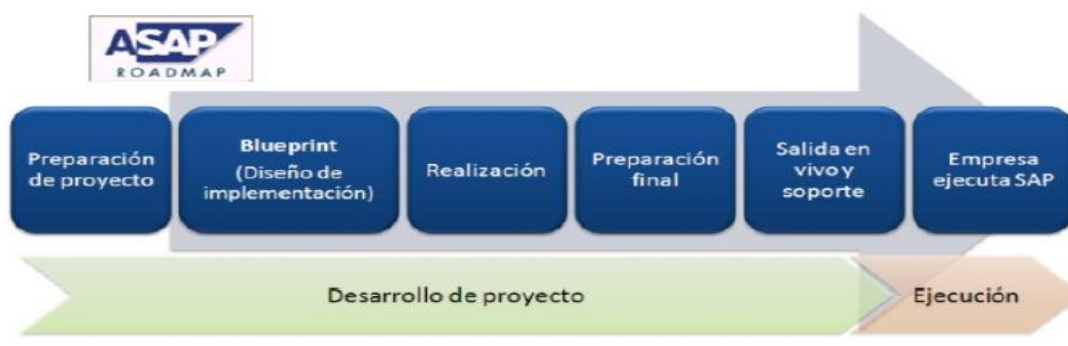 ASAP
ROADMAP
Preparación
de proyecto
Blueprint
(Diseño de
implementación)
Realización
Preparación
final
Salida en
vivo y
soporte
Empresa
ejecuta SAP
Desarrollo de proyecto
Ejecución